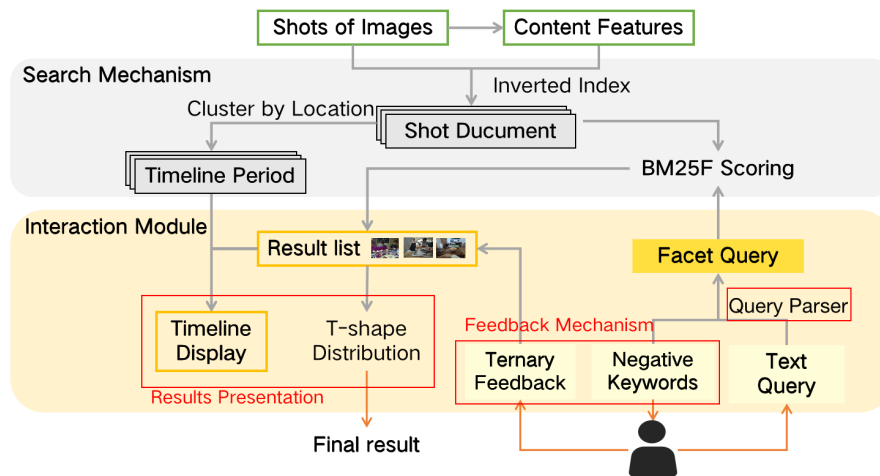 Shots of Images
Content Features
Search Mechanism
Inverted Index
Cluster by Location
Shot Ducument
Timeline Period
BM25F Scoring
Interaction Module
Result list
Facet Query
Query Parser
Timeline
Display
T-shape
Distribution
Feedback Mechanism
Ternary
Feedback
Negative
Keywords
Text
Query
Results Presentation
Final result